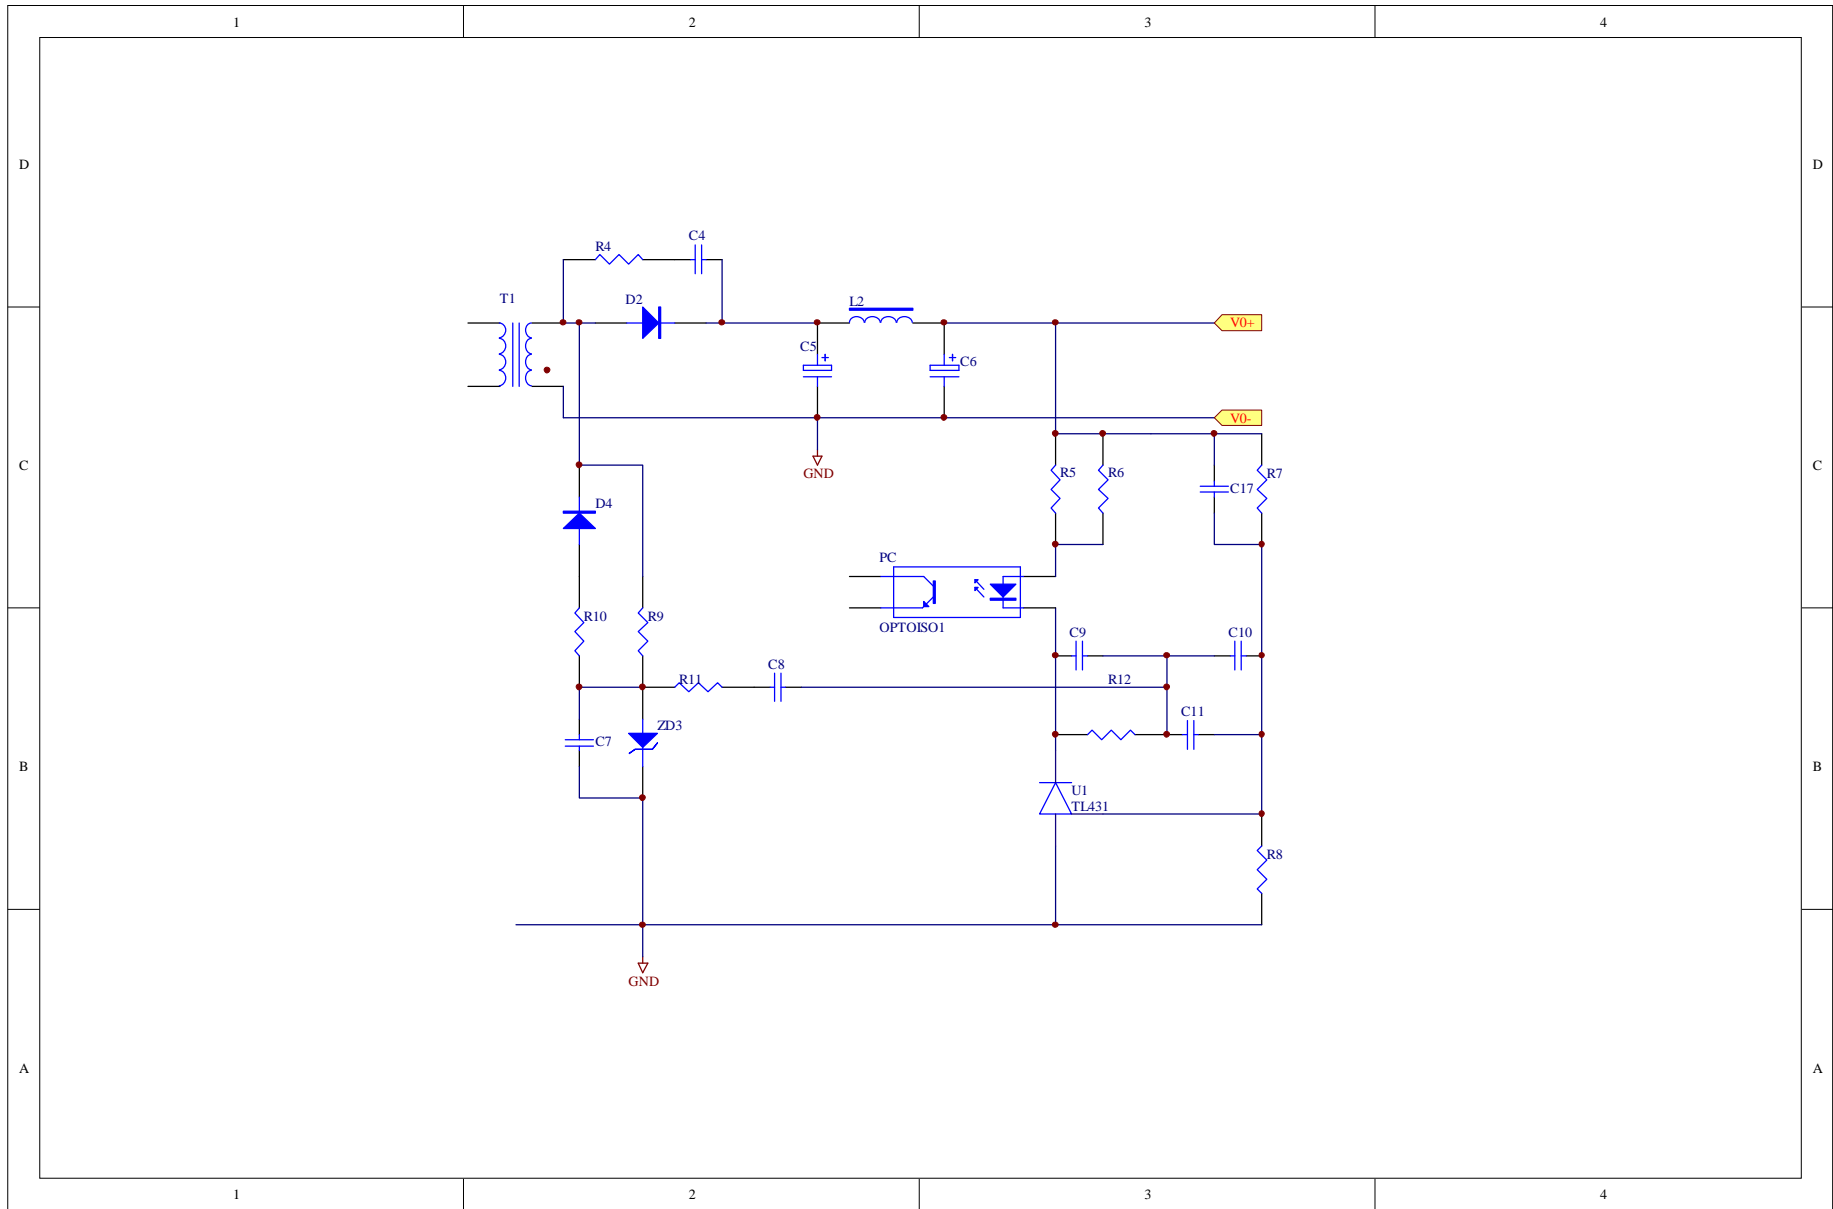 1 2 3 4
D D
C4
R4
T1 D2 L2
V0+
C5 + + C6
V0-
C GND R5 R6 C17 R7 C
D4
PC
R10 R9 OPTOISO1 C9 C10
C8
R11 R12
C11
ZD3
C7
B B
U1
TL431
R8
GND
A A
1 2 3 4